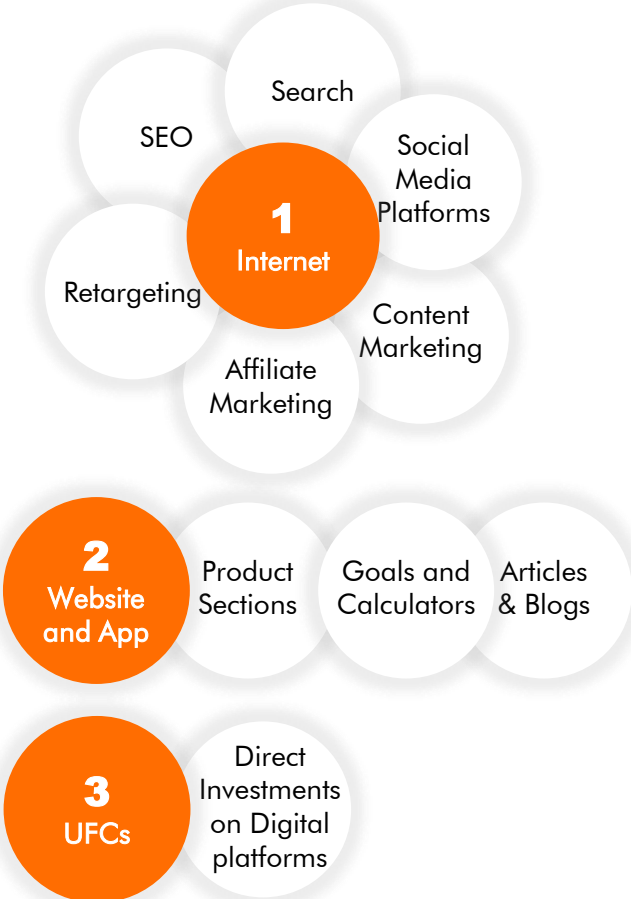 Search
SEO
Social
Media
Platforms
1
Internet
Retargeting
Content
Marketing
Affiliate
Marketing
2
Website
and App
Product
Sections
Goals and
Calculators
Articles
& Blogs
3
UFCs
Direct
Investments
on Digital
platforms